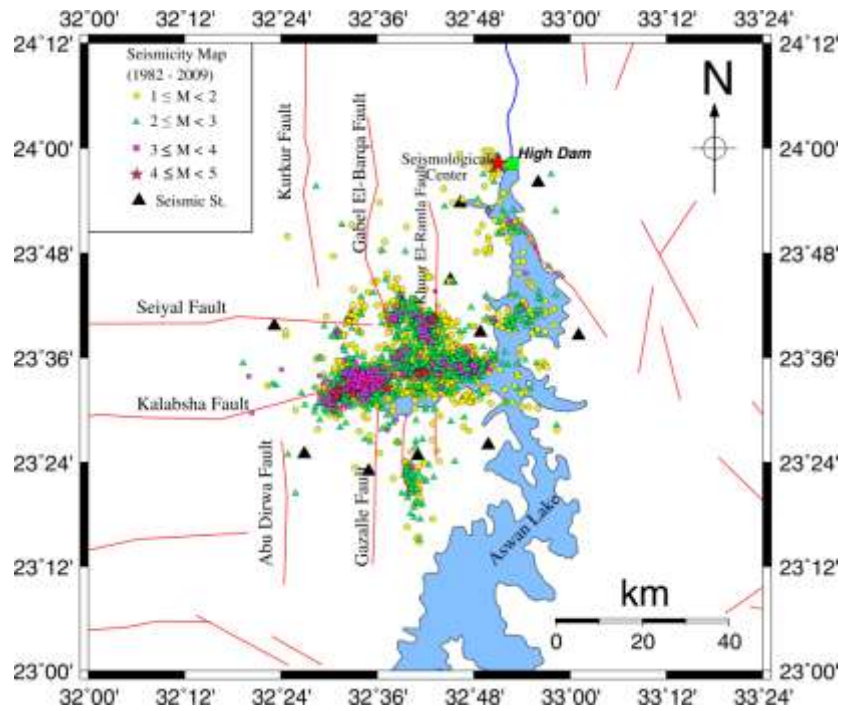 32˚00' 32˚12' 32˚24' 32˚36' 32˚48' 33˚00' 33˚12' 33˚24'
24˚12' 24˚12'
Seismicity Map
(1982 - 2009)
1 ≤ M < 2
2 ≤ M < 3
3 ≤ M < 4
4 ≤ M < 5
Seismic St.
N
Kurkur Fault
Gabel El-Barqa Fault
Khour El-Ramla Fault
24˚00' 24˚00'
High Dam
Seismological
Center
23˚48' 23˚48'
Seiyal Fault
23˚36' 23˚36'
Kalabsha Fault
23˚24' 23˚24'
Abu Dirwa Fault
Gazalle Fault
Aswan Lake
23˚12' 23˚12'
km
0 20 40
23˚00' 23˚00'
32˚00' 32˚12' 32˚24' 32˚36' 32˚48' 33˚00' 33˚12' 33˚24'